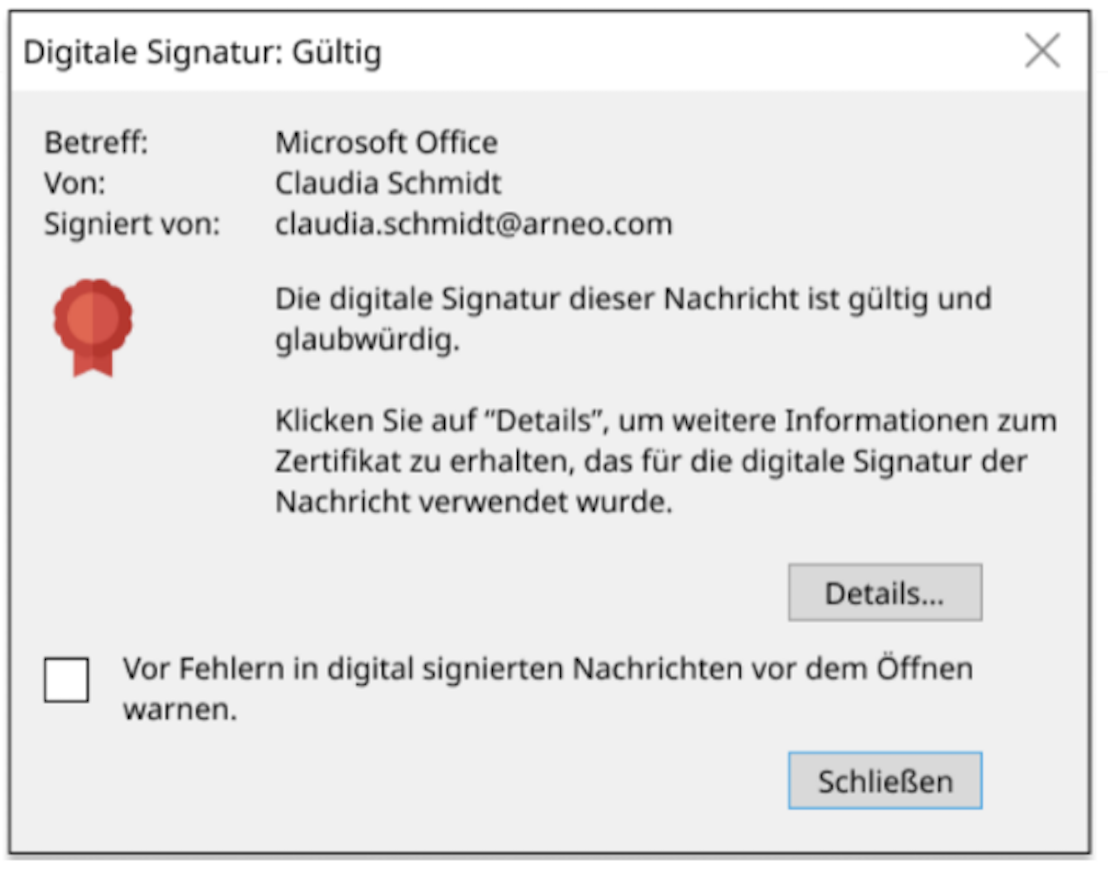 Digitale Signatur: Gültig
Betreff: Microsoft Office
Von: Claudia Schmidt
Signiert von: claudia.schmidt@arneo.com
Die digitale Signatur dieser Nachricht ist gültig und
glaubwürdig.
Klicken Sie auf “Details”, um weitere Informationen zum
Zertifikat zu erhalten, das für die digitale Signatur der
Nachricht verwendet wurde.
Details...
Vor Fehlern in digital signierten Nachrichten vor dem Öffnen
warnen.
Schließen